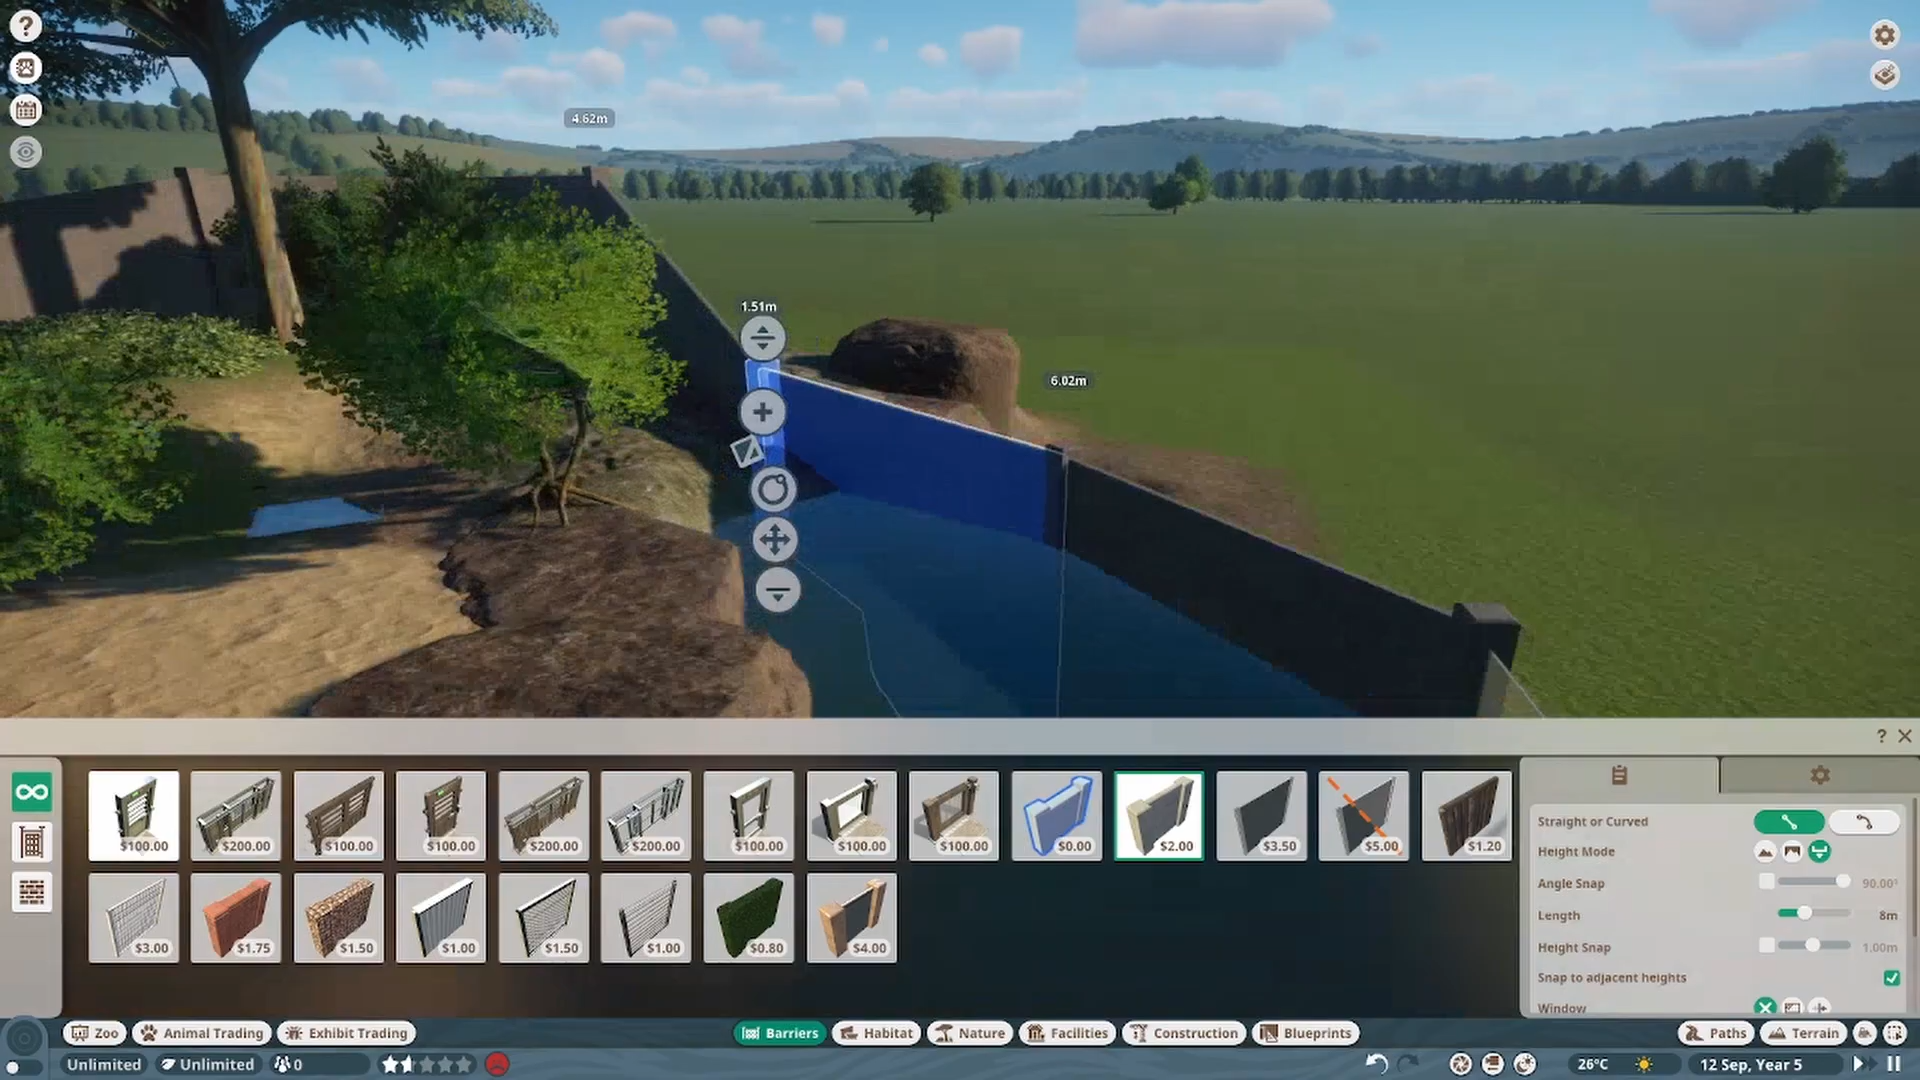 4.62m
1.51m
6.02m
? 
$100.00 $200.00 $100.00 $100.00 $200.00 $200.00 $100.00 $100.00 $100.00 $0.00 $2.00 $3.50 $5.00 $1.20
$3.00 $1.75 $1.50 $1.00 $1.50 $1.00 $0.80 $4.00
Straight or Curved
Height Mode
Angle Snap 90.00°
Length 8m
Height Snap 1.00m
Snap to adjacent heights
Window
Zoo Animal Trading Exhibit Trading Barriers Habitat Nature Facilities Construction Blueprints Paths Terrain
Unlimited Unlimited 0 26°C 12 Sep, Year 5